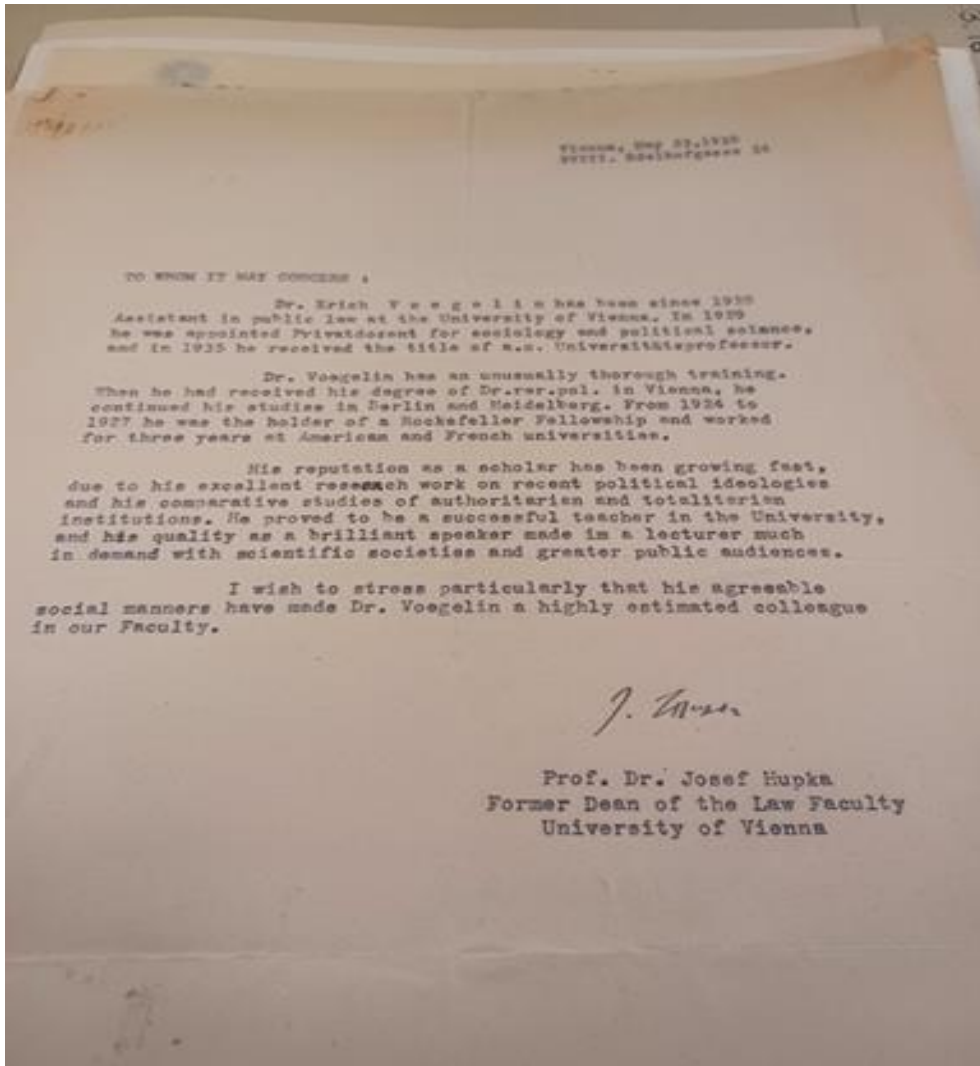 Vienna, May 23, 1938
XVIII. Edelhofgasse
TO WHOM IT MAY CONCERN :
Dr. Erich V o e g e l i n has been since
Assistant in public law at the University of Vienna. In 1929
he was appointed Privatdozent for sociology and political science,
and in 1935 he received the title of a.o. Universitätsprofessor.
Dr. Voegelin has an unusually thorough training.
When he had received his degree of Dr.rer.pol. in Vienna, he
continued his studies in Berlin and Heidelberg. From 1924 to
1927 he was the holder of a Rockefeller Fellowship and worked
for three years at American and French universities.
His reputation as a scholar has been growing fast,
due to his excellent research work on recent political ideologies
and his comparative studies of authoritarian and totalitarian
institutions. He proved to be a successful teacher in the University,
and his quality as a brilliant speaker made im a lecturer much
in demand with scientific societies and greater public audiences.
I wish to stress particularly that his agreeable
social manners have made Dr. Voegelin a highly estimated colleague
in our Faculty.
Prof. Dr. Josef Hupka
Former Dean of the Law Faculty
University of Vienna